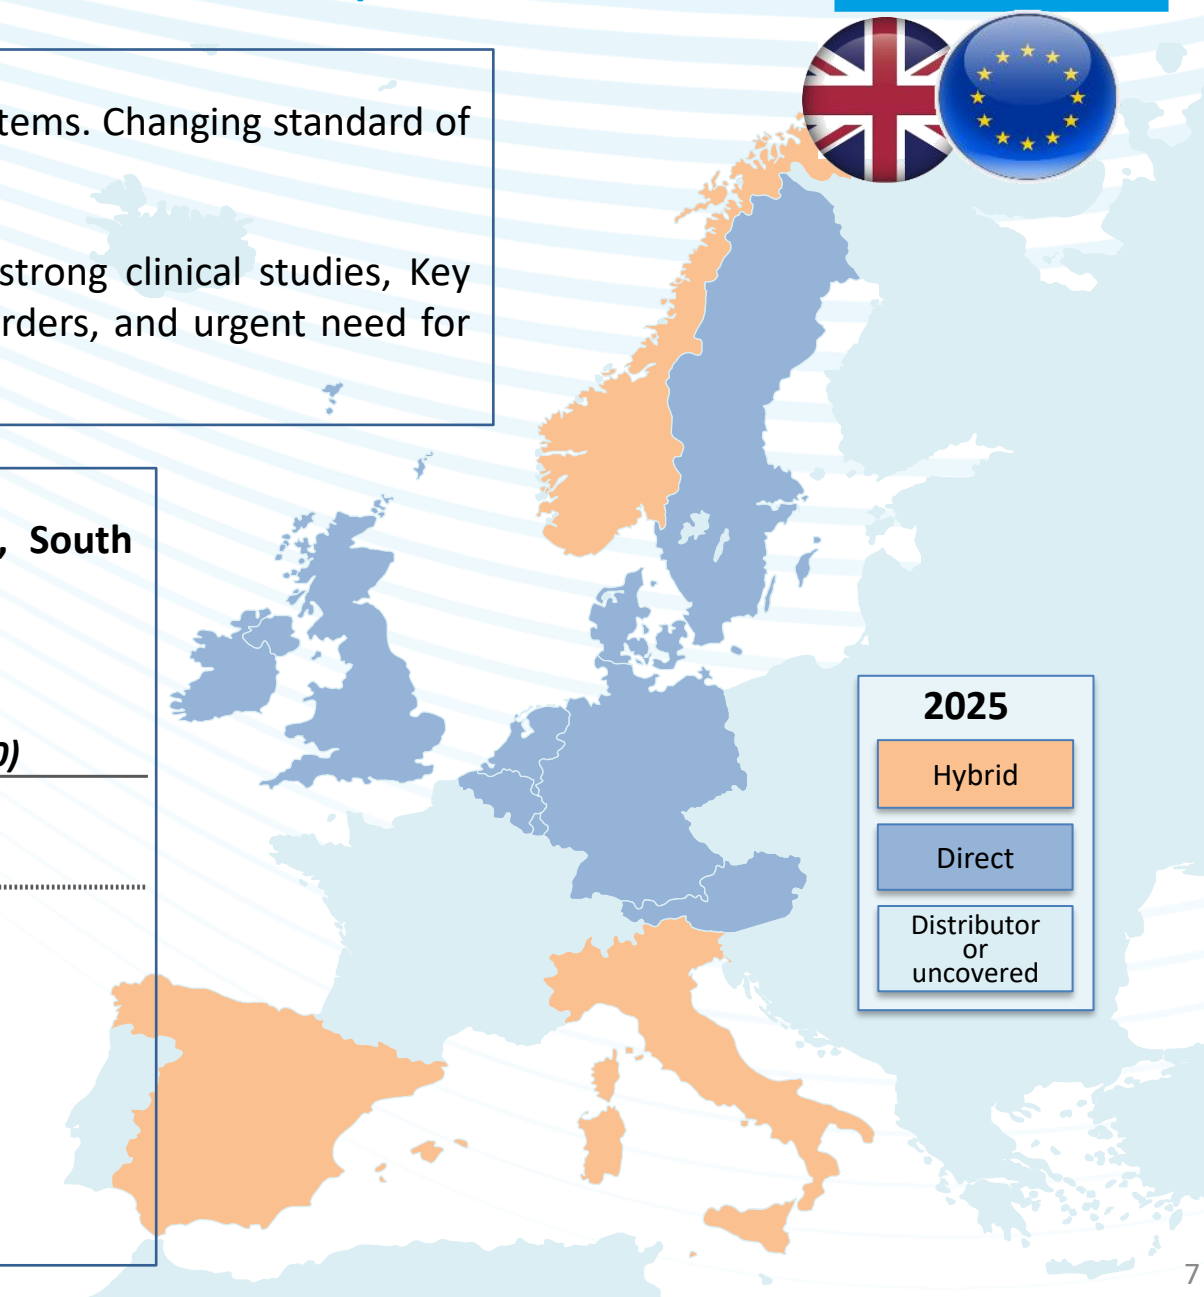 tems. Changing standard of
strong clinical studies, Key
rders, and urgent need for
, South
0)
2025
Hybrid
Direct
Distributor
or
uncovered
7